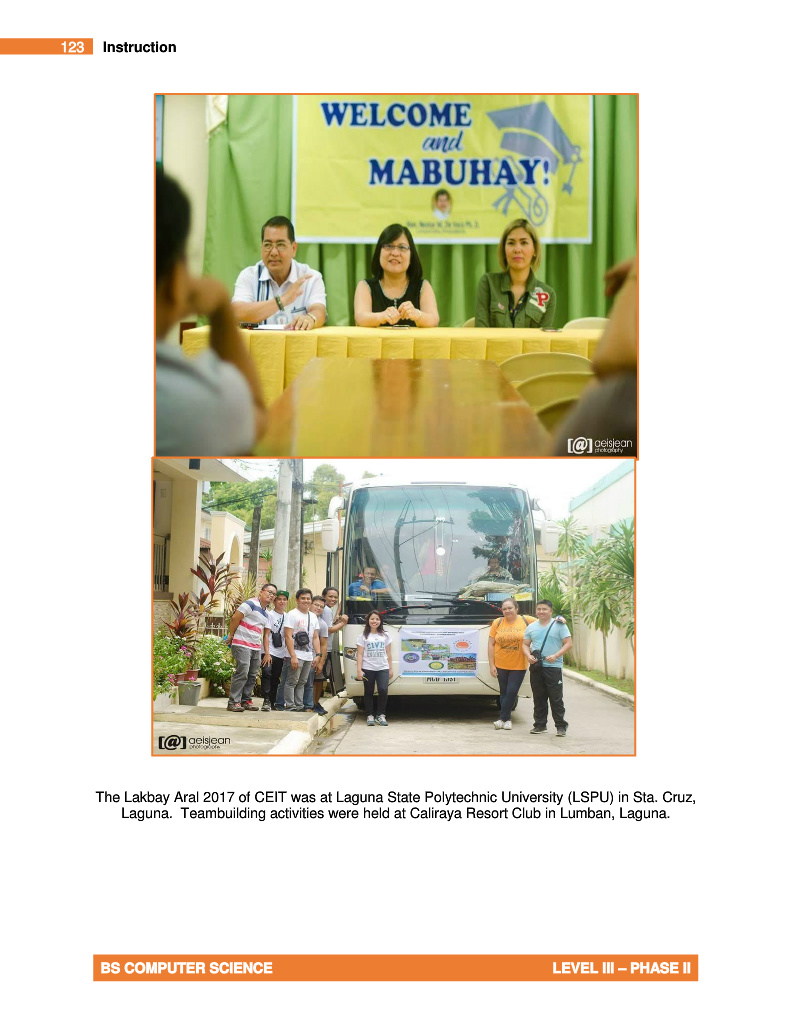 123 Instruction
WELCOME
and
MABUHAY!
P
[@] aeisjean
photography
[@] aeisjean
photography
The Lakbay Aral 2017 of CEIT was at Laguna State Polytechnic University (LSPU) in Sta. Cruz,
Laguna. Teambuilding activities were held at Caliraya Resort Club in Lumban, Laguna.
BS COMPUTER SCIENCE LEVEL III – PHASE II